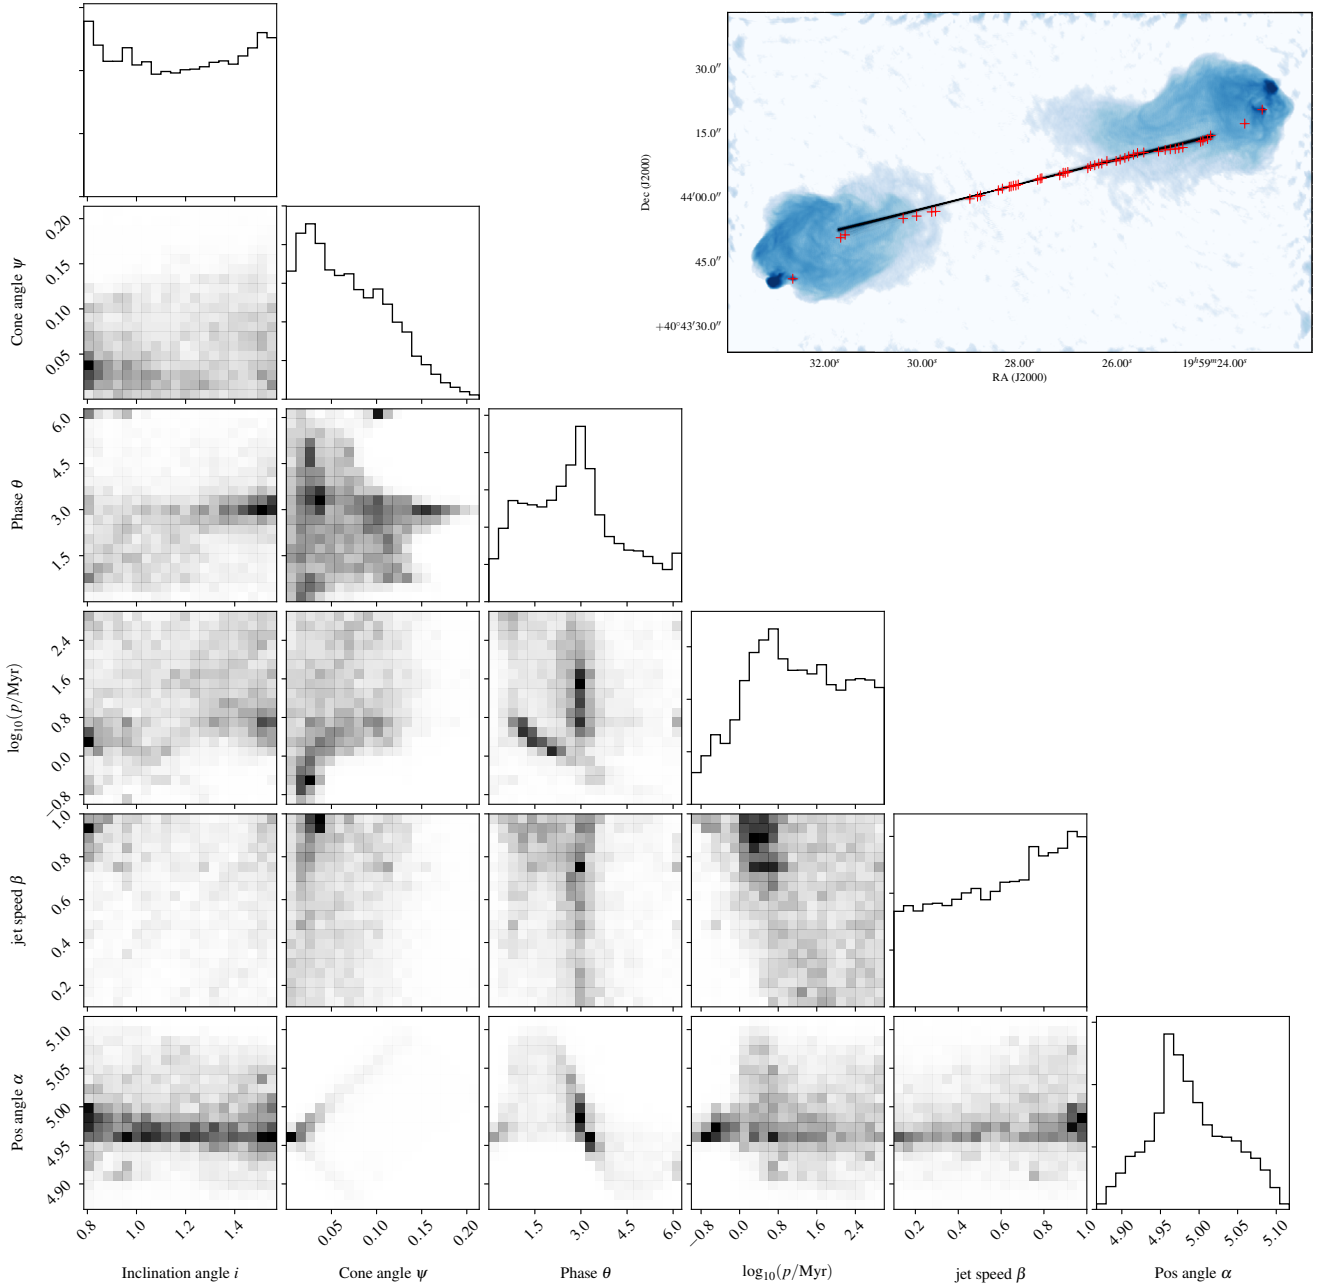 30.0″
15.0″
44′00.0″
45.0″
+40°43′30.0″
Dec (J2000)
32.00ˢ 30.00ˢ 28.00ˢ 26.00ˢ 19ʰ59ᵐ24.00ˢ
RA (J2000)
0.20
0.15
0.10
0.05
Cone angle ψ
6.0
4.5
3.0
1.5
Phase θ
2.4
1.6
0.8
0.0
−0.8
log₁₀(p/Myr)
1.0
0.8
0.6
0.4
0.2
jet speed β
5.10
5.05
5.00
4.95
4.90
Pos angle α
0.8 1.0 1.2 1.4
0.05 0.10 0.15 0.20
1.5 3.0 4.5 6.0
−0.8 0.0 0.8 1.6 2.4
0.2 0.4 0.6 0.8 1.0
4.90 4.95 5.00 5.05 5.10
Inclination angle i
Cone angle ψ
Phase θ
log₁₀(p/Myr)
jet speed β
Pos angle α